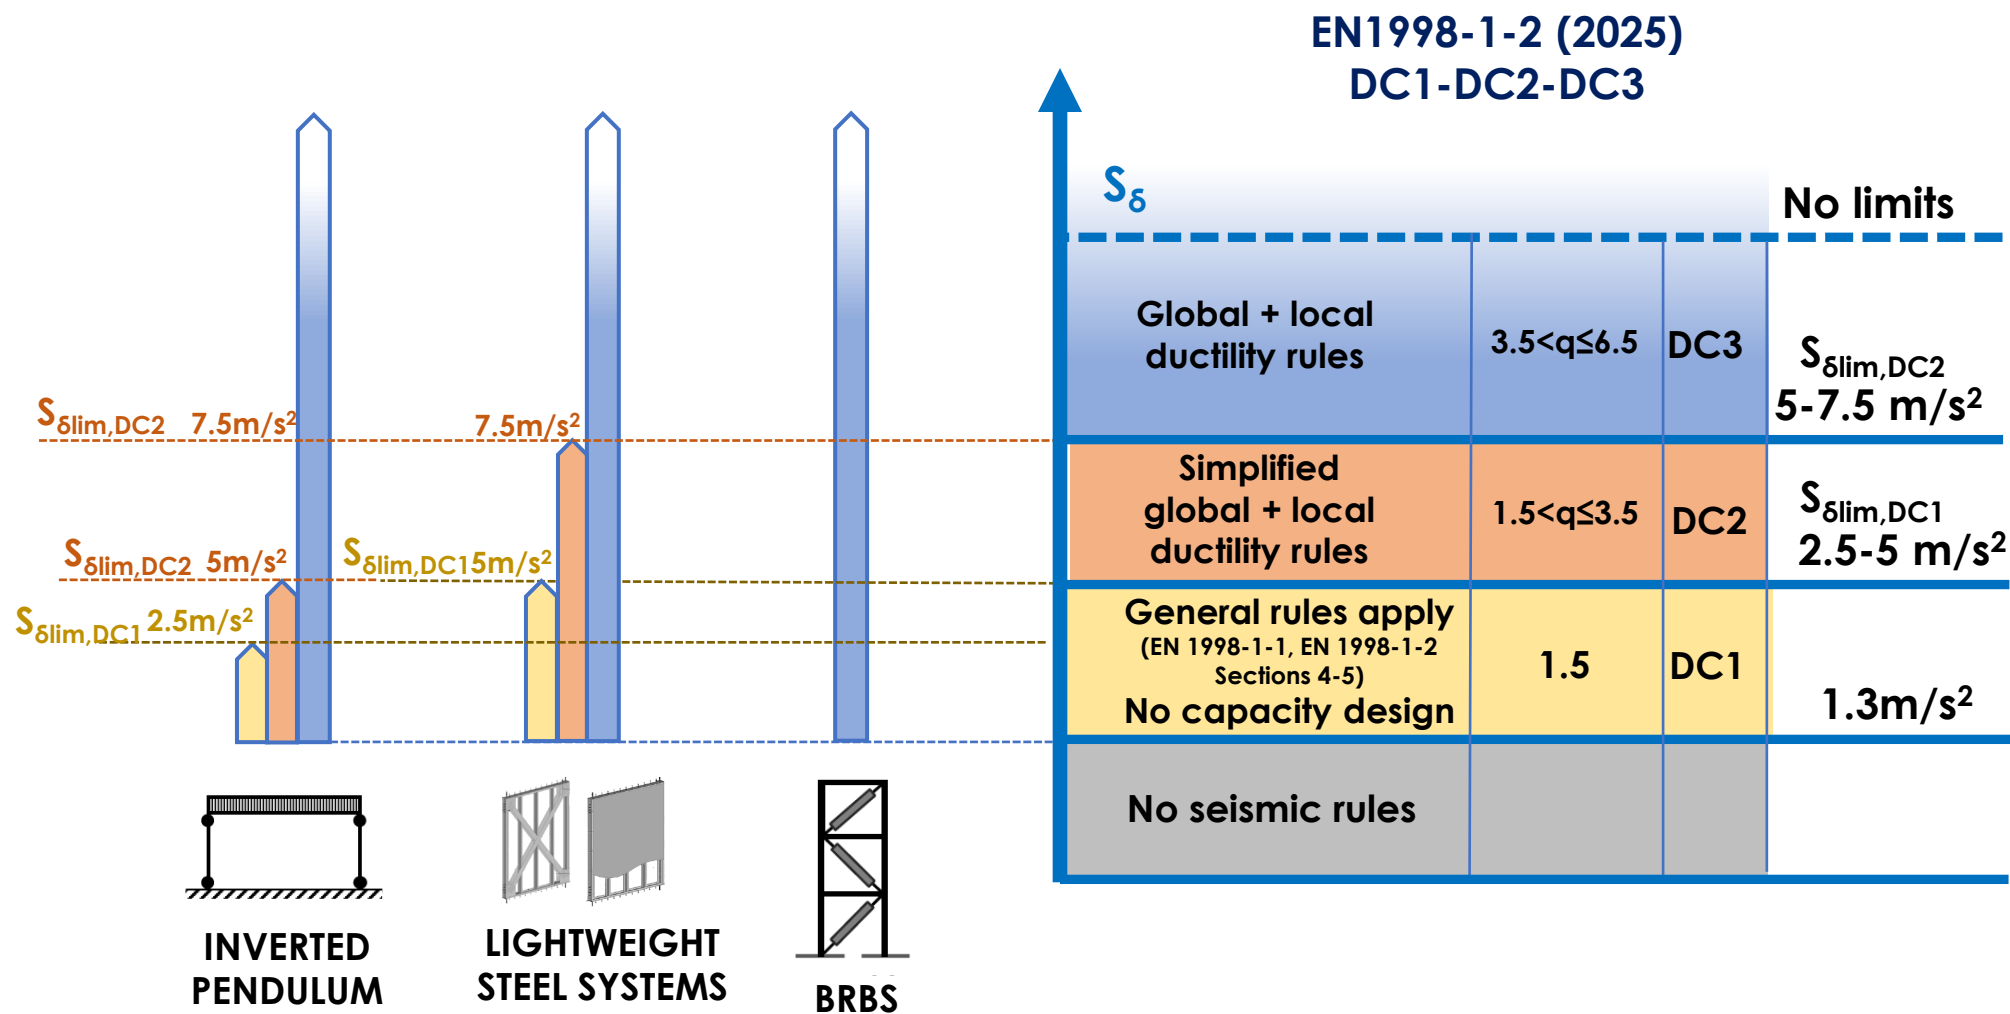 EN1998-1-2 (2025)
DC1-DC2-DC3
Sδ
No limits
Global + local
ductility rules
3.5<q≤6.5
DC3
Sδlim,DC2
5-7.5 m/s²
Sδlim,DC2 7.5m/s²
7.5m/s²
Simplified
global + local
ductility rules
1.5<q≤3.5
DC2
Sδlim,DC1
2.5-5 m/s²
Sδlim,DC2 5m/s²
Sδlim,DC1 5m/s²
Sδlim,DC1 2.5m/s²
General rules apply
(EN 1998-1-1, EN 1998-1-2
Sections 4-5)
No capacity design
1.5
DC1
1.3m/s²
No seismic rules
INVERTED
PENDULUM
LIGHTWEIGHT
STEEL SYSTEMS
BRBS